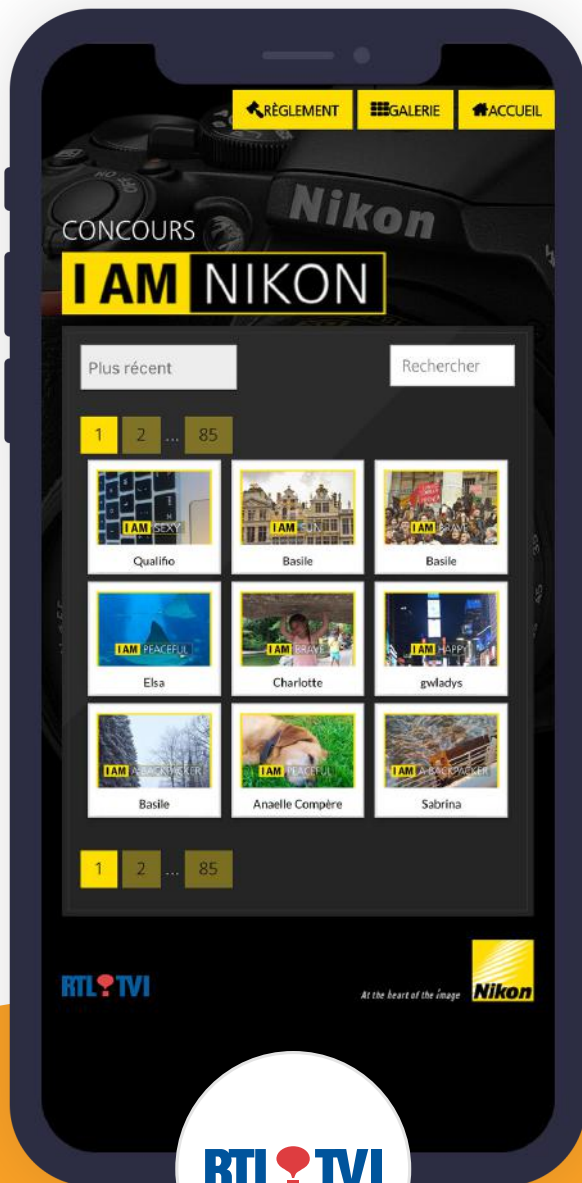 RÈGLEMENT GALERIE ACCUEIL
Nikon
CONCOURS
I AM NIKON
Plus récent Rechercher
1 2 ... 85
I AM SEXY I AM SUN I AM BRAVE
Qualifio Basile Basile
I AM PEACEFUL I AM BRAVE I AM HAPPY
Elsa Charlotte gwladys
I AM A BACKPACKER I AM PEACEFUL I AM A BACKPACKER
Basile Anaelle Compère Sabrina
1 2 ... 85
RTL TVI At the heart of the image Nikon
RTL TVI